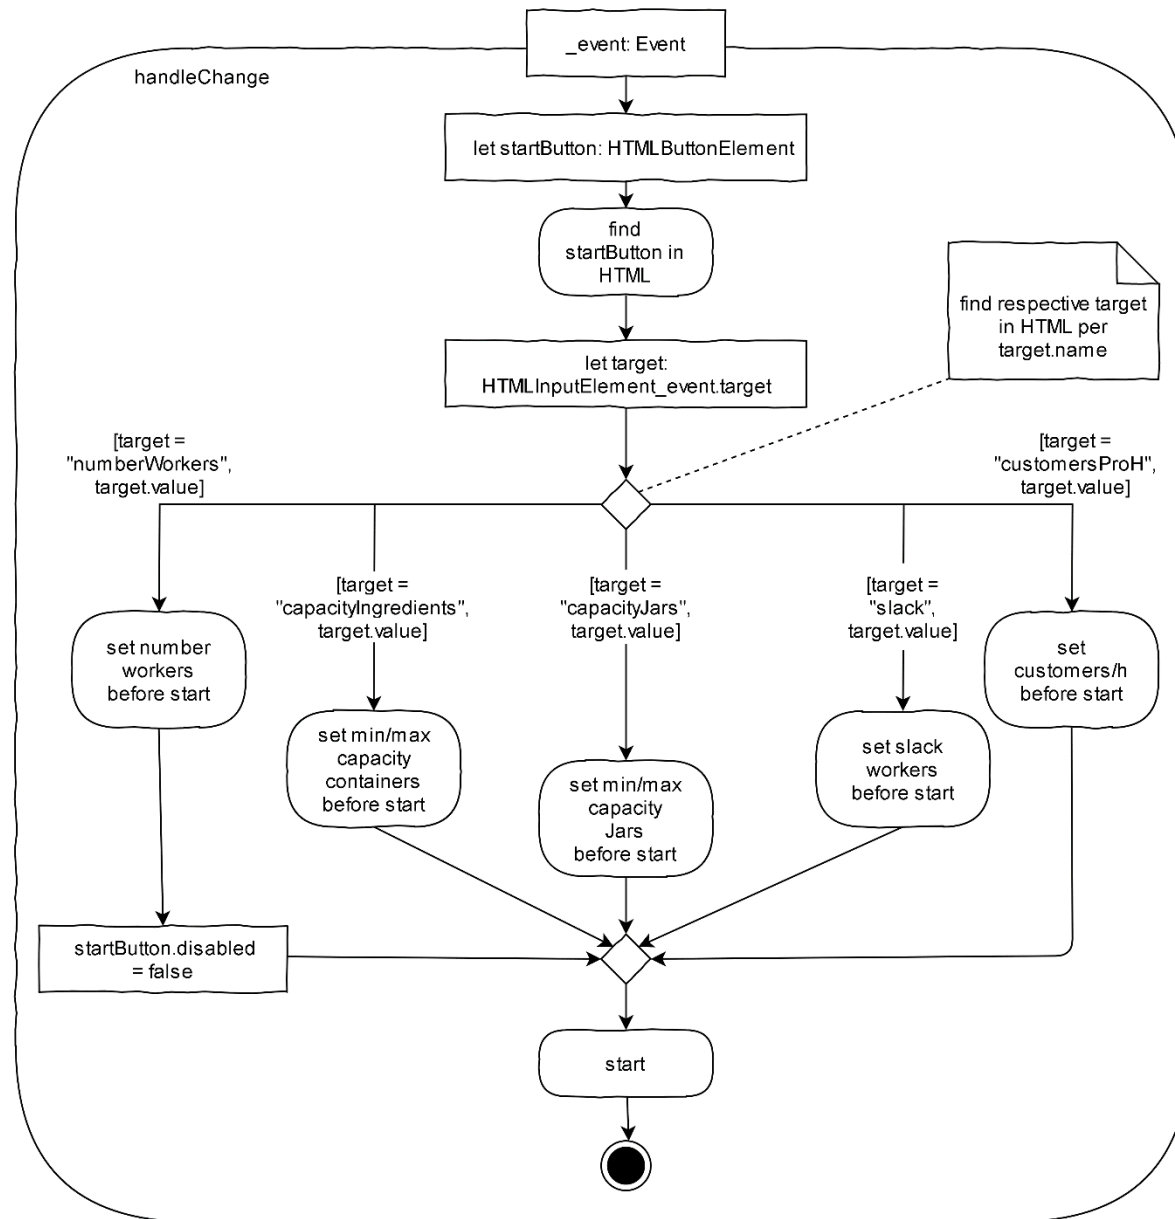 _event: Event
handleChange
let startButton: HTMLButtonElement
find
startButton in
HTML
find respective target
in HTML per
target.name
let target:
HTMLInputElement_event.target
[target =
"numberWorkers",
target.value]
[target =
"customersProH",
target.value]
[target =
"capacityIngredients",
target.value]
[target =
"capacityJars",
target.value]
[target =
"slack",
target.value]
set number
workers
before start
set
customers/h
before start
set min/max
capacity
containers
before start
set min/max
capacity
Jars
before start
set slack
workers
before start
startButton.disabled
= false
start